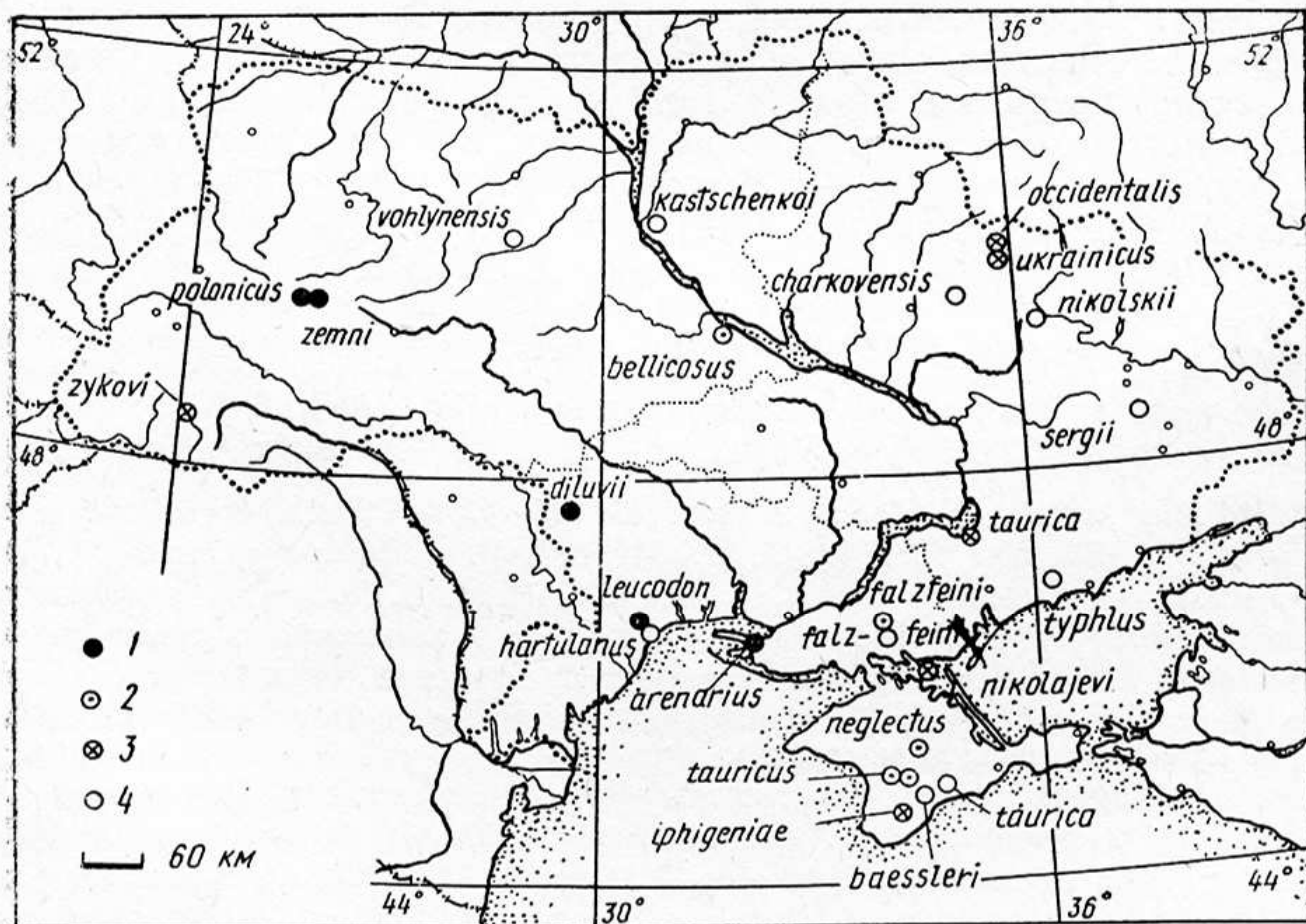 24°
30°
36°
52°
52°
occidentalis
kastschenkoi
vohlynensis
ukrainicus
charkovensis
polonicus
nikolskii
zemni
bellicosus
zykovi
sergii
48°
48°
diluvii
taurica
leucodon
falzfeini
hartulanus
falz-
feini
typhlus
1
arenarius
nikolajevi
2
neglectus
3
tauricus
4
iphigeniae
taurica
60 км
baessleri
44°
30°
36°
44°